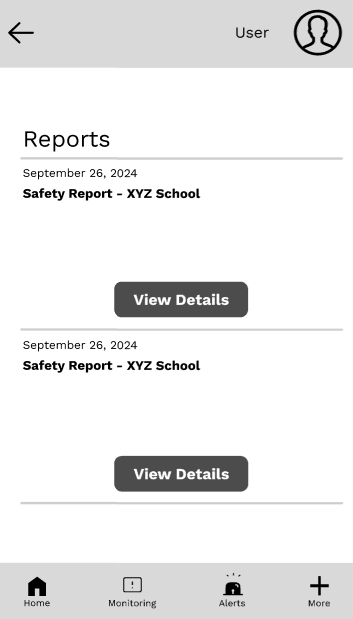 User
Reports
September 26, 2024
Safety Report - XYZ School
View Details
September 26, 2024
Safety Report - XYZ School
View Details
Home Monitoring Alerts More